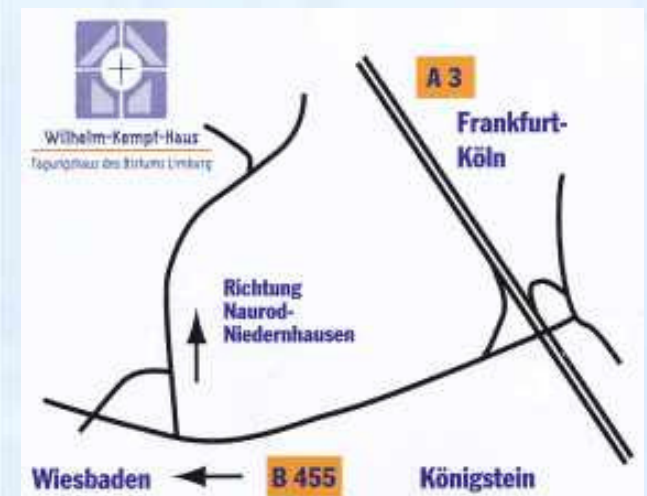 A 3
Frankfurt-
Köln
Wilhelm-Kempf-Haus
Tagungshaus des Bistums Limburg
Richtung
Naurod-
Niedernhausen
Wiesbaden
B 455
Königstein